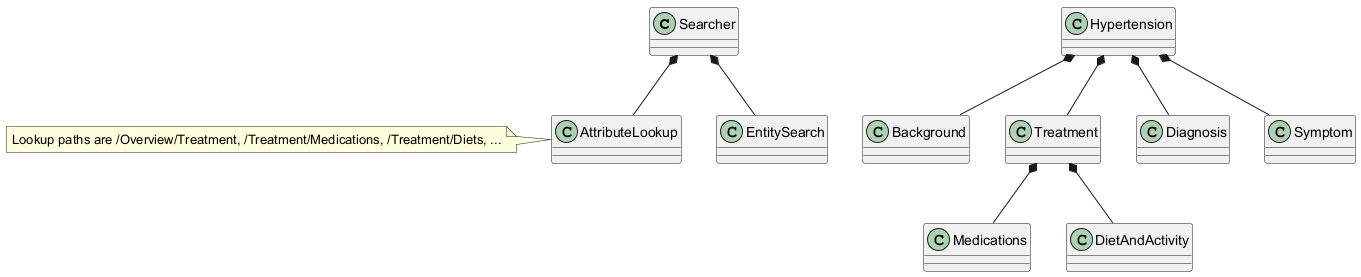 C Searcher
C Hypertension
Lookup paths are /Overview/Treatment, /Treatment/Medications, /Treatment/Diets, ...
C AttributeLookup
C EntitySearch
C Background
C Treatment
C Diagnosis
C Symptom
C Medications
C DietAndActivity